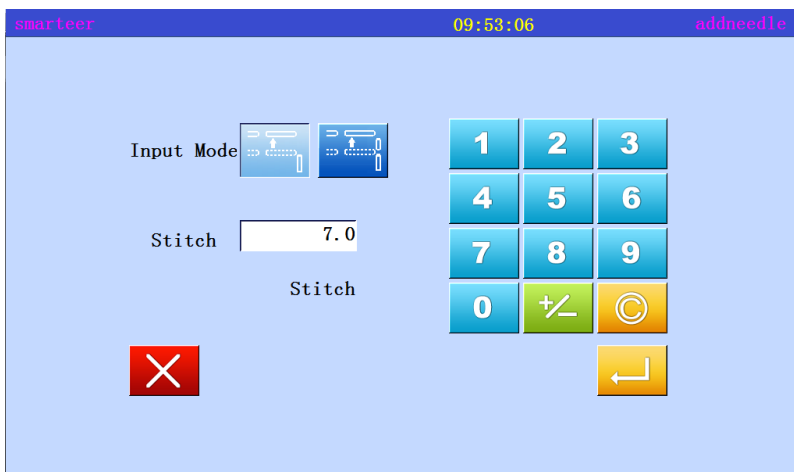 smarteer 09:53:06 addneedle
Input Mode
1 2 3
Stitch 7.0
4 5 6
7 8 9
Stitch
0 +/− ©